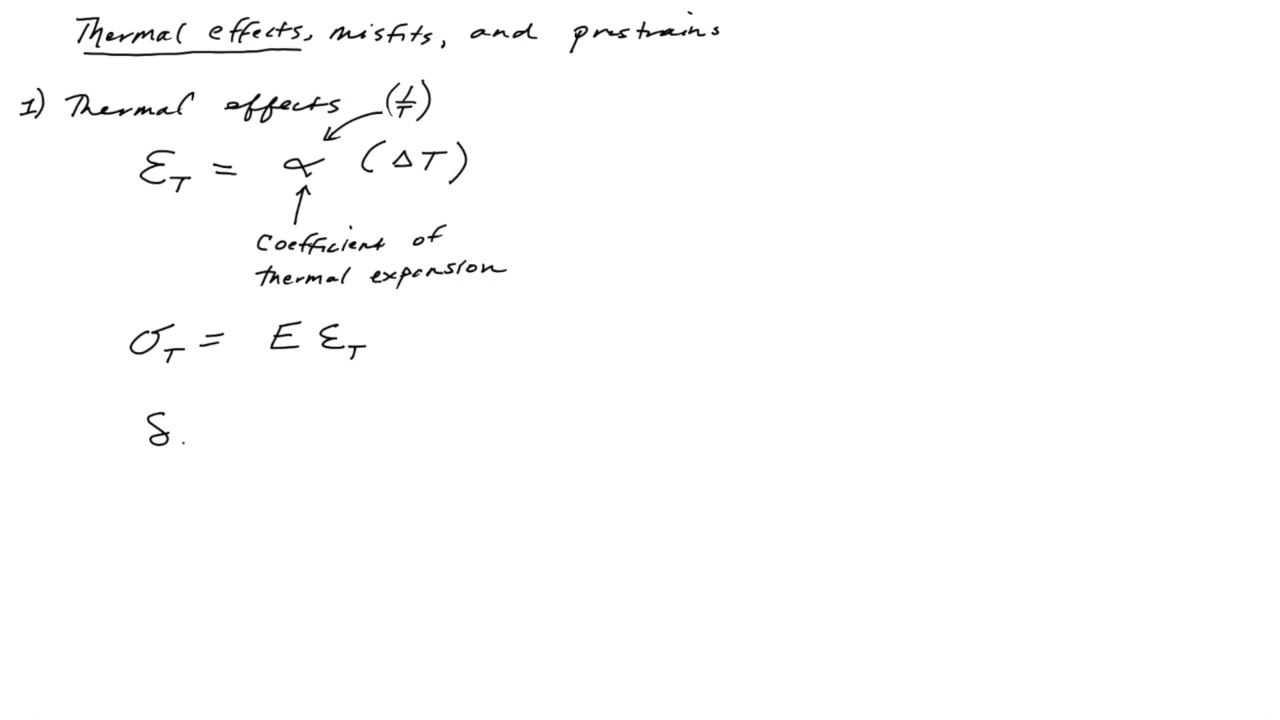 Thermal effects, misfits, and prestrains
1) Thermal effects (1/T)
ε_T = α (ΔT)
Coefficient of
thermal expansion
σ_T = E ε_T
δ